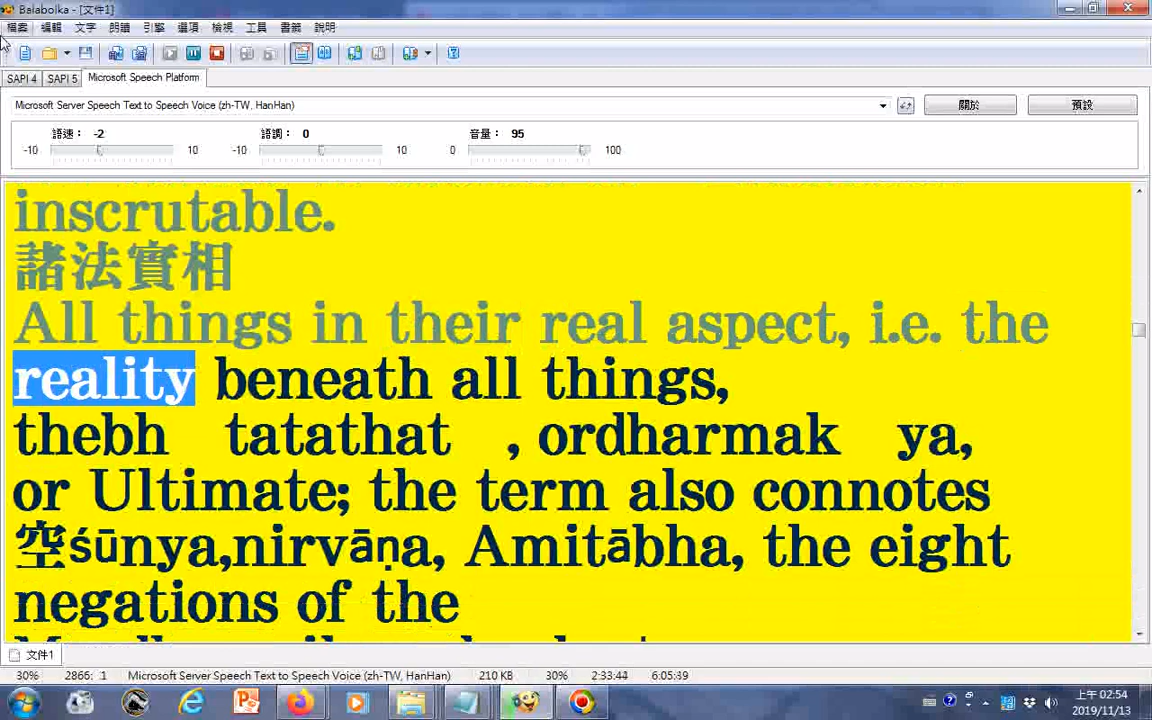 Balabolka - [文件1]
檔案 編輯 文字 朗讀 引擎 選項 檢視 工具 書籤 說明
SAPI 4 SAPI 5 Microsoft Speech Platform
Microsoft Server Speech Text to Speech Voice (zh-TW, HanHan) 關於 預設
語速： -2 語調： 0 音量： 95
-10 10 -10 10 0 100
inscrutable.
諸法實相
All things in their real aspect, i.e. the
reality beneath all things,
thebh tatathat , ordharmak ya,
or Ultimate; the term also connotes
空śūnya,nirvāṇa, Amitābha, the eight
negations of the
文件1
30% 2866: 1 Microsoft Server Speech Text to Speech Voice (zh-TW, HanHan) 210 KB 30% 2:33:44 6:05:39
上午 02:54
2019/11/13